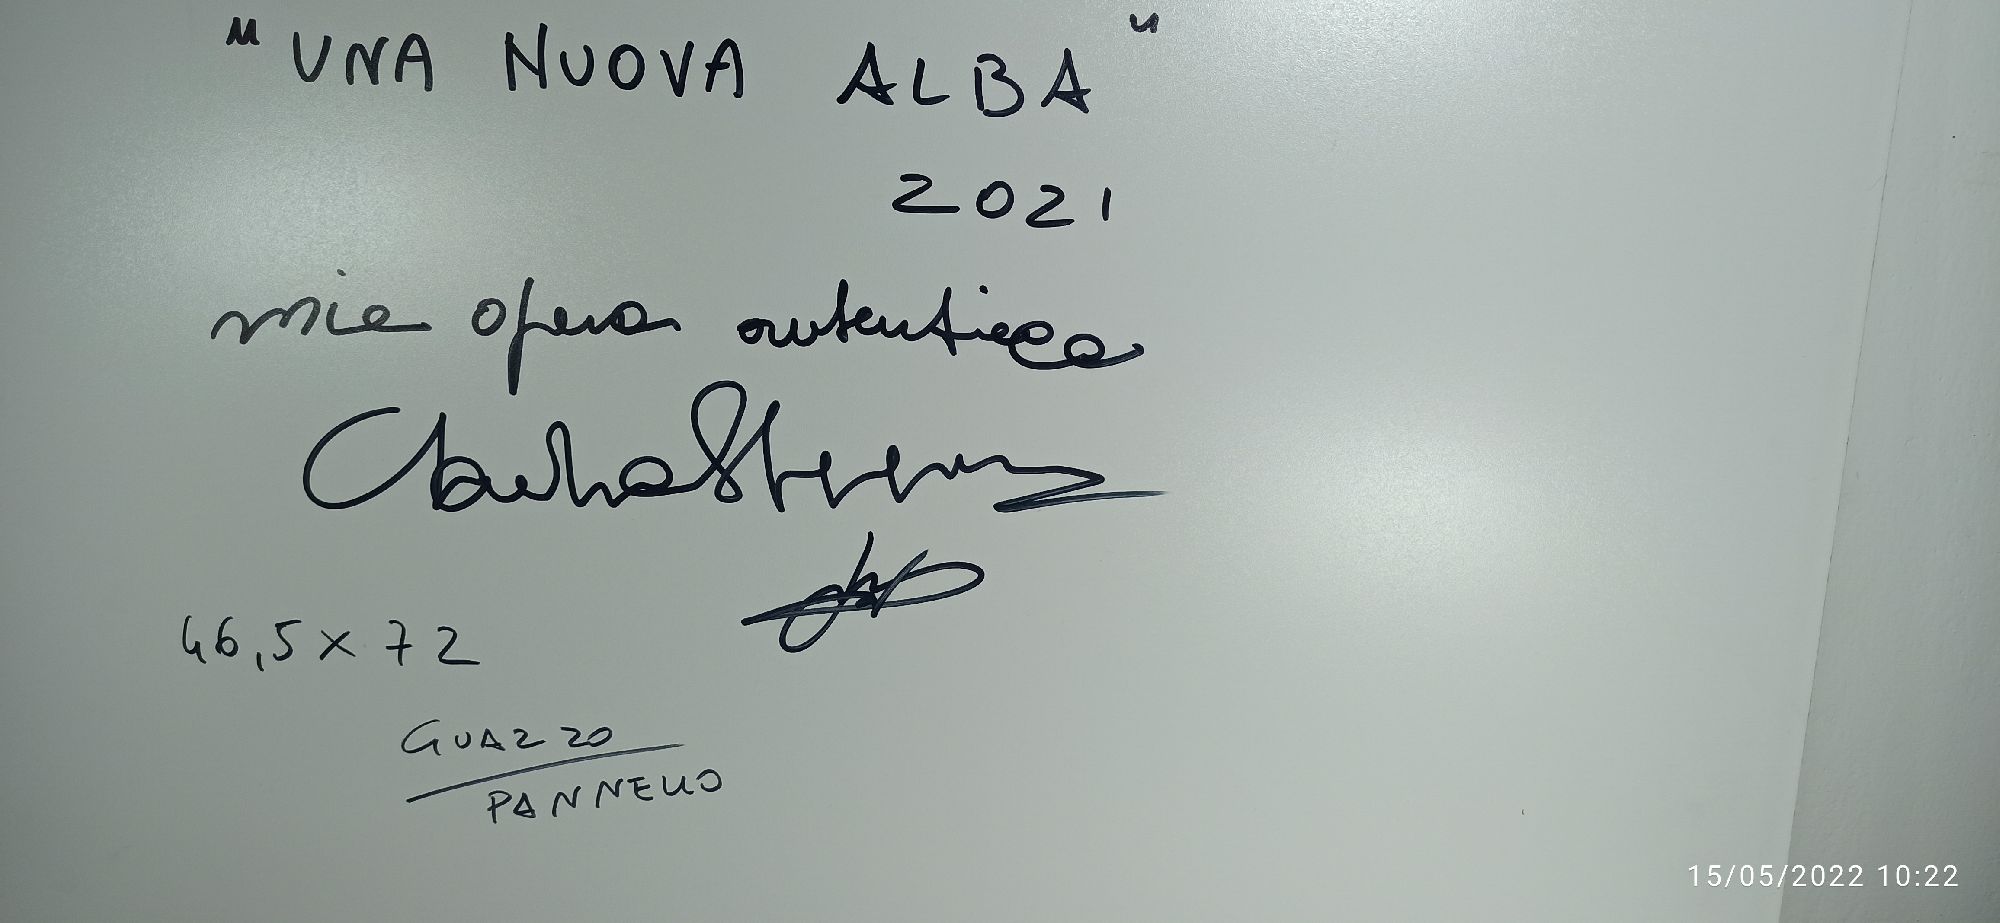 "UNA NUOVA ALBA"
2021
mia opera autentica
46,5 x 72
GUAZZO
PANNELLO
15/05/2022 10:22